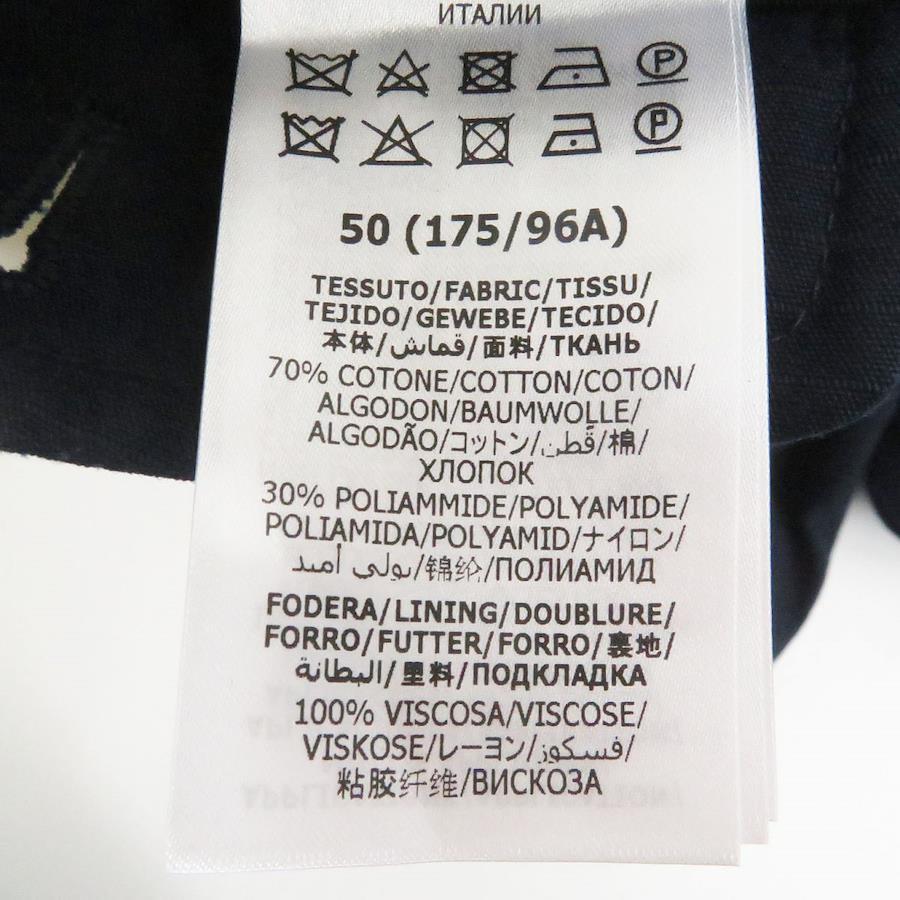 ИТАЛИИ
P
P
50 (175/96A)
TESSUTO/FABRIC/TISSU/
TEJIDO/GEWEBE/TECIDO/
本体/قماش/面料/ТКАНЬ
70% COTONE/COTTON/COTON/
ALGODON/BAUMWOLLE/
ALGODÃO/コットン/قطن/棉/
ХЛОПОК
30% POLIAMMIDE/POLYAMIDE/
POLIAMIDA/POLYAMID/ナイロン/
بولي أميد/锦纶/ПОЛИАМИД
FODERA/LINING/DOUBLURE/
FORRO/FUTTER/FORRO/裏地/
البطانة/里料/ПОДКЛАДКА
100% VISCOSA/VISCOSE/
VISKOSE/レーヨン/فسكوز/
粘胶纤维/ВИСКОЗА